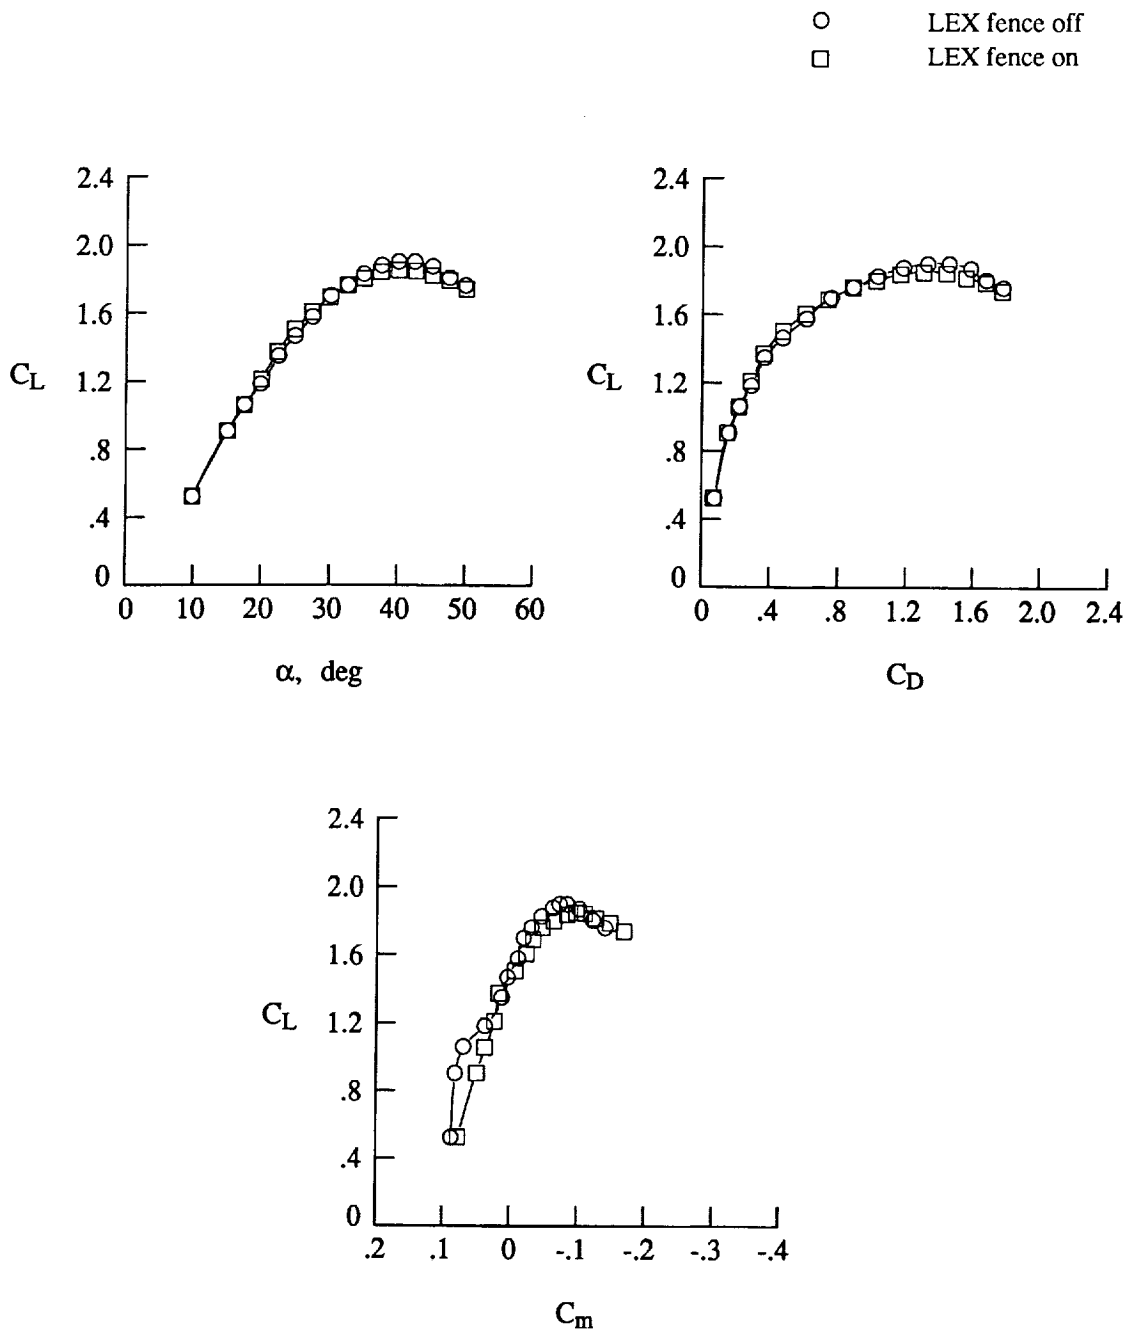 LEX fence off
LEX fence on
2.4
2.0
1.6
C_L
1.2
.8
.4
0
0 10 20 30 40 50 60
α, deg
2.4
2.0
1.6
C_L
1.2
.8
.4
0
0 .4 .8 1.2 1.6 2.0 2.4
C_D
2.4
2.0
1.6
C_L
1.2
.8
.4
0
.2 .1 0 -.1 -.2 -.3 -.4
C_m